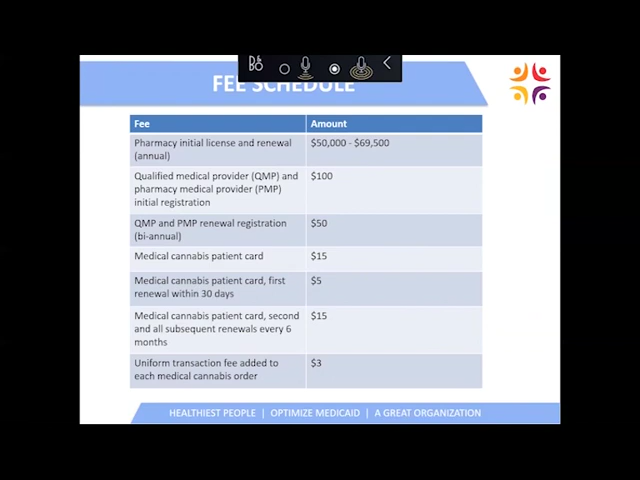 FEE SCHEDULE
Fee Amount
Pharmacy initial license and renewal $50,000 - $69,500
(annual)
Qualified medical provider (QMP) and $100
pharmacy medical provider (PMP)
initial registration
QMP and PMP renewal registration $50
(bi-annual)
Medical cannabis patient card $15
Medical cannabis patient card, first $5
renewal within 30 days
Medical cannabis patient card, second $15
and all subsequent renewals every 6
months
Uniform transaction fee added to $3
each medical cannabis order
HEALTHIEST PEOPLE | OPTIMIZE MEDICAID | A GREAT ORGANIZATION